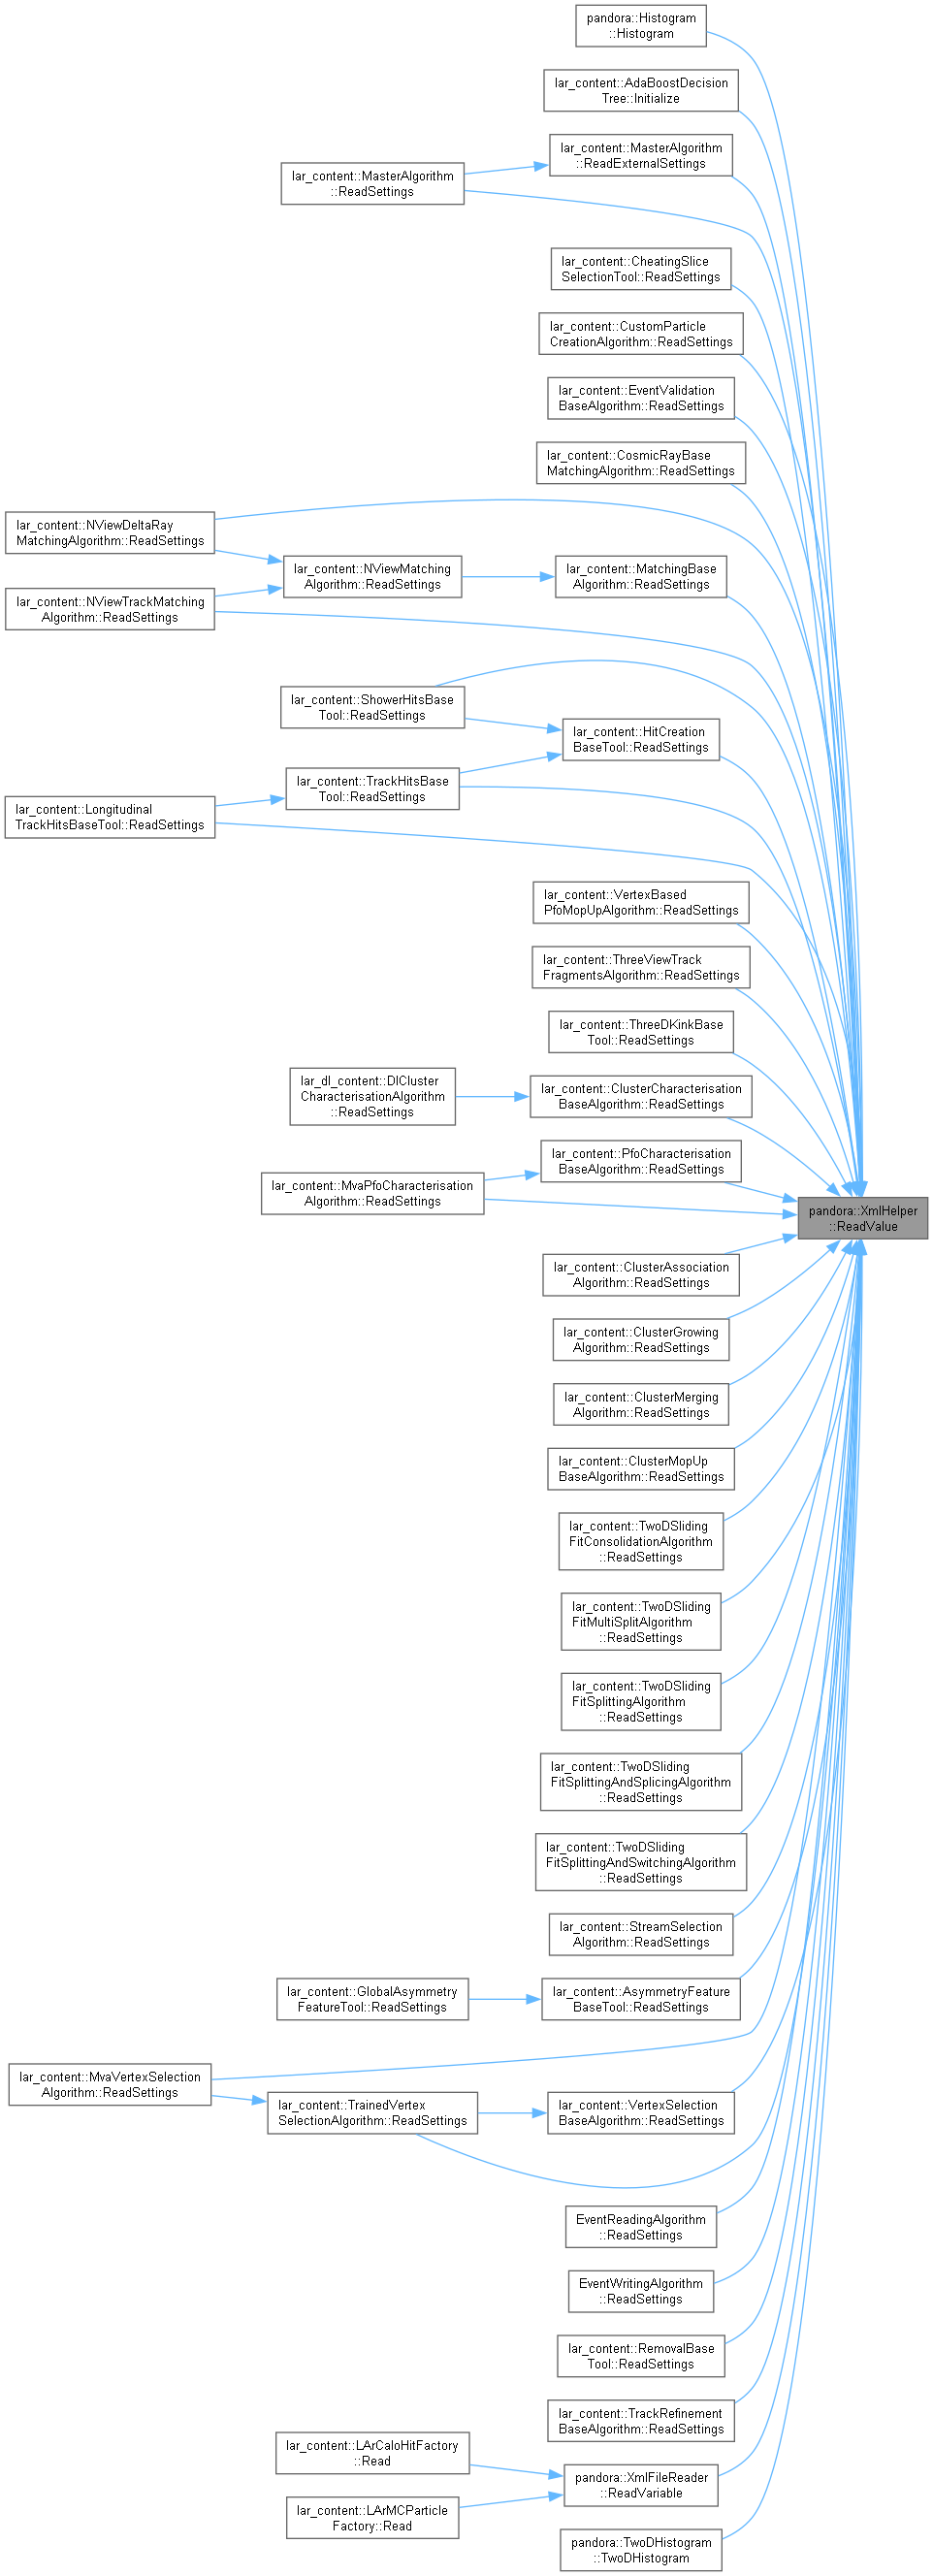 pandora::Histogram
::Histogram
lar_content::AdaBoostDecision
Tree::Initialize
lar_content::MasterAlgorithm
::ReadExternalSettings
lar_content::MasterAlgorithm
::ReadSettings
lar_content::CheatingSlice
SelectionTool::ReadSettings
lar_content::CustomParticle
CreationAlgorithm::ReadSettings
lar_content::EventValidation
BaseAlgorithm::ReadSettings
lar_content::CosmicRayBase
MatchingAlgorithm::ReadSettings
lar_content::NViewDeltaRay
MatchingAlgorithm::ReadSettings
lar_content::NViewMatching
Algorithm::ReadSettings
lar_content::MatchingBase
Algorithm::ReadSettings
lar_content::NViewTrackMatching
Algorithm::ReadSettings
lar_content::ShowerHitsBase
Tool::ReadSettings
lar_content::HitCreation
BaseTool::ReadSettings
lar_content::TrackHitsBase
Tool::ReadSettings
lar_content::Longitudinal
TrackHitsBaseTool::ReadSettings
lar_content::VertexBased
PfoMopUpAlgorithm::ReadSettings
lar_content::ThreeViewTrack
FragmentsAlgorithm::ReadSettings
lar_content::ThreeDKinkBase
Tool::ReadSettings
lar_dl_content::DlCluster
CharacterisationAlgorithm
::ReadSettings
lar_content::ClusterCharacterisation
BaseAlgorithm::ReadSettings
lar_content::PfoCharacterisation
BaseAlgorithm::ReadSettings
lar_content::MvaPfoCharacterisation
Algorithm::ReadSettings
pandora::XmlHelper
::ReadValue
lar_content::ClusterAssociation
Algorithm::ReadSettings
lar_content::ClusterGrowing
Algorithm::ReadSettings
lar_content::ClusterMerging
Algorithm::ReadSettings
lar_content::ClusterMopUp
BaseAlgorithm::ReadSettings
lar_content::TwoDSliding
FitConsolidationAlgorithm
::ReadSettings
lar_content::TwoDSliding
FitMultiSplitAlgorithm
::ReadSettings
lar_content::TwoDSliding
FitSplittingAlgorithm
::ReadSettings
lar_content::TwoDSliding
FitSplittingAndSplicingAlgorithm
::ReadSettings
lar_content::TwoDSliding
FitSplittingAndSwitchingAlgorithm
::ReadSettings
lar_content::StreamSelection
Algorithm::ReadSettings
lar_content::GlobalAsymmetry
FeatureTool::ReadSettings
lar_content::AsymmetryFeature
BaseTool::ReadSettings
lar_content::MvaVertexSelection
Algorithm::ReadSettings
lar_content::TrainedVertex
SelectionAlgorithm::ReadSettings
lar_content::VertexSelection
BaseAlgorithm::ReadSettings
EventReadingAlgorithm
::ReadSettings
EventWritingAlgorithm
::ReadSettings
lar_content::RemovalBase
Tool::ReadSettings
lar_content::TrackRefinement
BaseAlgorithm::ReadSettings
lar_content::LArCaloHitFactory
::Read
pandora::XmlFileReader
::ReadVariable
lar_content::LArMCParticle
Factory::Read
pandora::TwoDHistogram
::TwoDHistogram